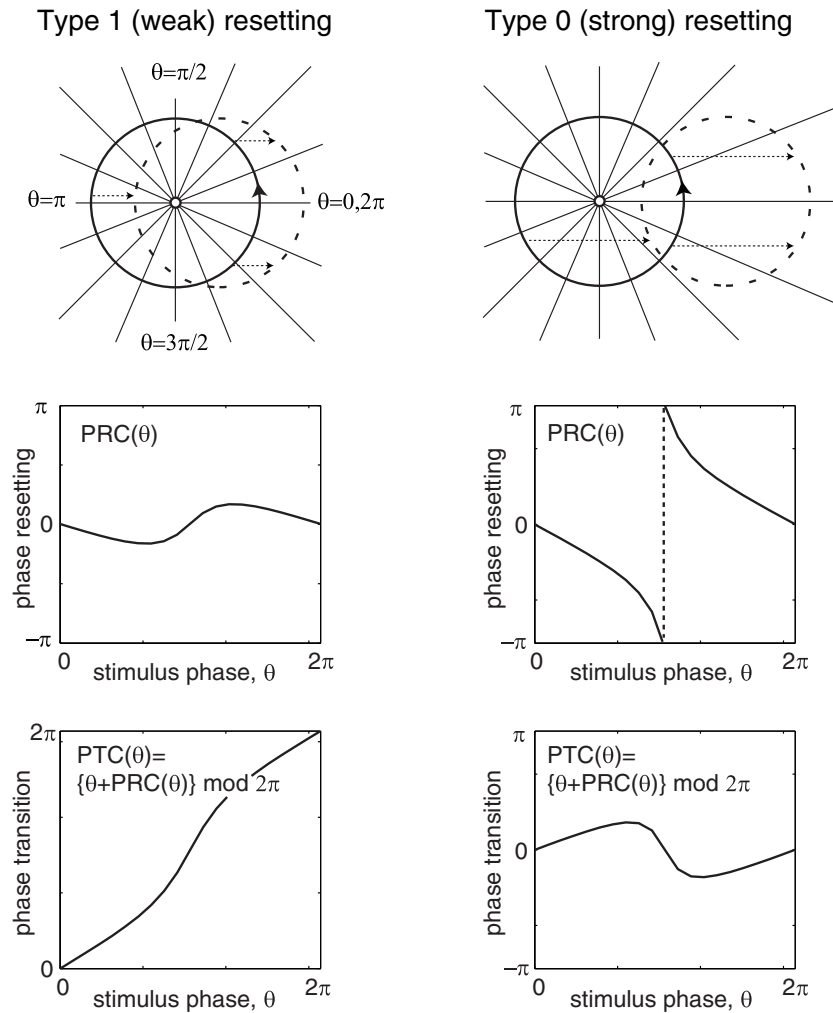 Type 1 (weak) resetting
Type 0 (strong) resetting
θ=π/2
θ=π
θ=0,2π
θ=3π/2
π
PRC(θ)
phase resetting
0
−π
0
stimulus phase, θ
2π
π
PRC(θ)
phase resetting
0
−π
0
stimulus phase, θ
2π
2π
PTC(θ)=
{θ+PRC(θ)} mod 2π
phase transition
0
0
stimulus phase, θ
2π
π
PTC(θ)=
{θ+PRC(θ)} mod 2π
phase transition
0
−π
0
stimulus phase, θ
2π